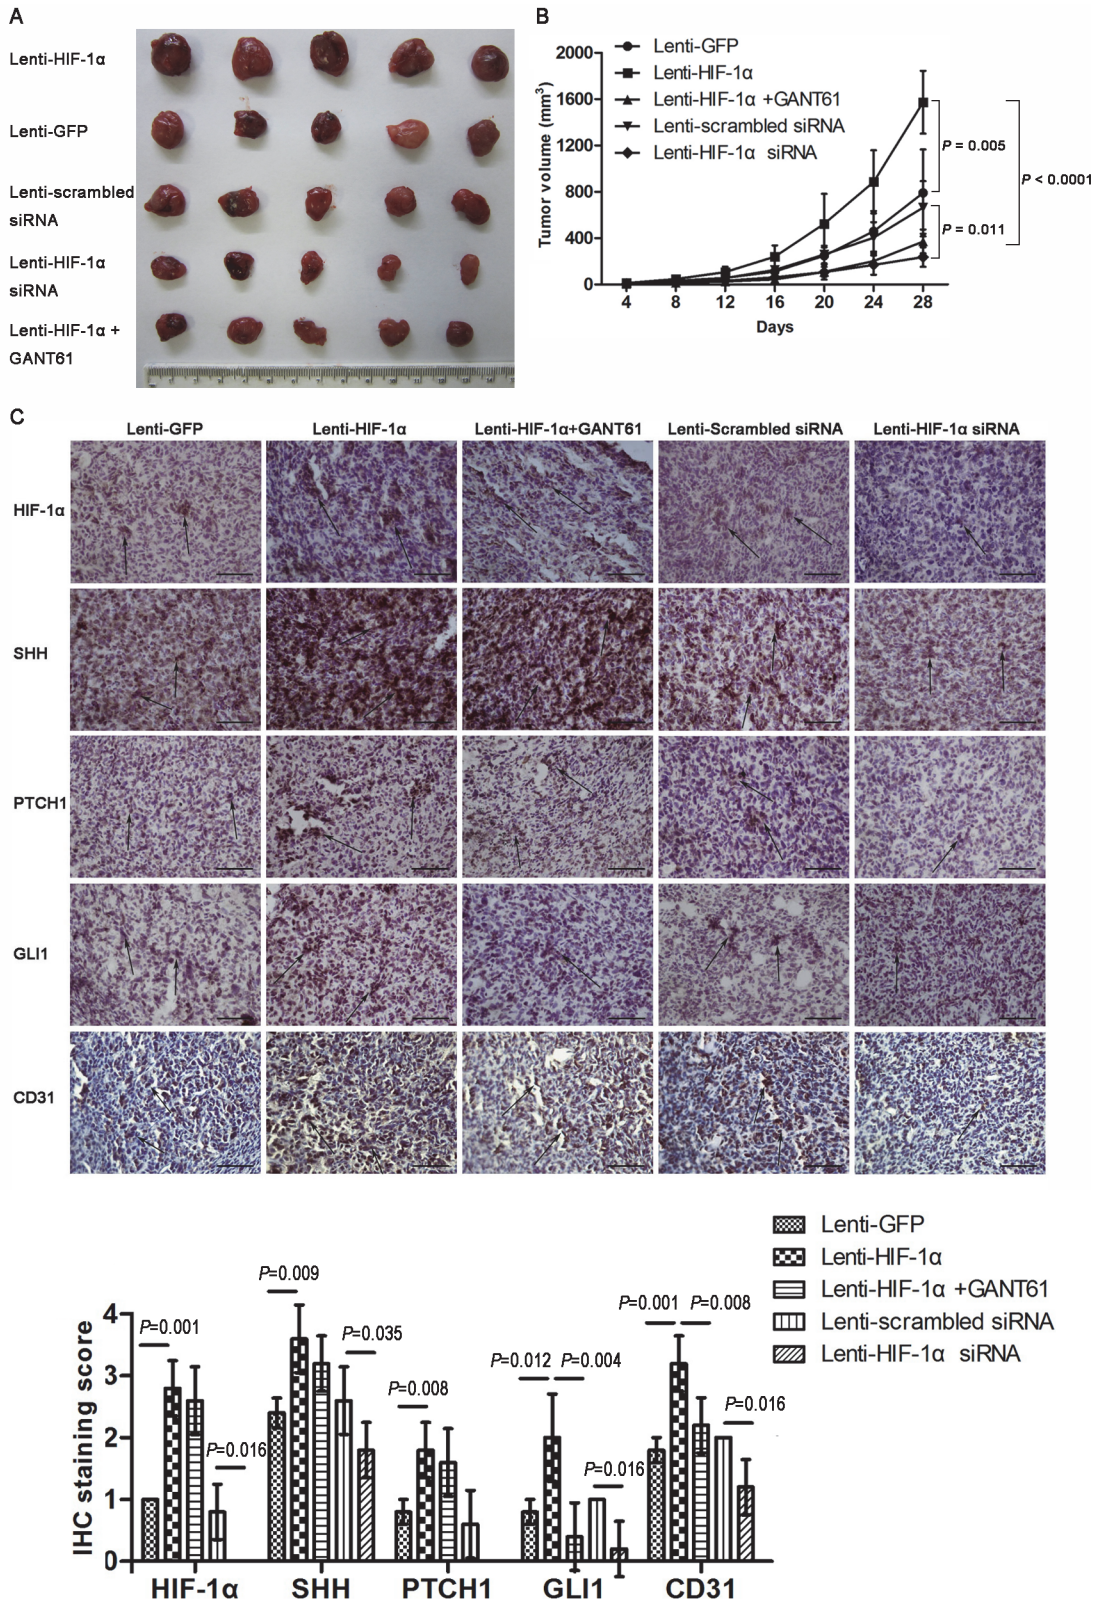 A
Lenti-HIF-1α
Lenti-GFP
Lenti-scrambled
siRNA
Lenti-HIF-1α
siRNA
Lenti-HIF-1α +
GANT61
B
Lenti-GFP
Lenti-HIF-1α
Lenti-HIF-1α +GANT61
Lenti-scrambled siRNA
Lenti-HIF-1α siRNA
Tumor volume (mm³)
2000
1600
1200
800
400
0
4 8 12 16 20 24 28
Days
P = 0.005
P < 0.0001
P = 0.011
C
Lenti-GFP Lenti-HIF-1α Lenti-HIF-1α+GANT61 Lenti-Scrambled siRNA Lenti-HIF-1α siRNA
HIF-1α
SHH
PTCH1
GLI1
CD31
Lenti-GFP
Lenti-HIF-1α
Lenti-HIF-1α +GANT61
Lenti-scrambled siRNA
Lenti-HIF-1α siRNA
IHC staining score
4
3
2
1
0
P=0.001
P=0.016
P=0.009
P=0.035
P=0.008
P=0.012
P=0.004
P=0.016
P=0.001
P=0.008
P=0.016
HIF-1α SHH PTCH1 GLI1 CD31